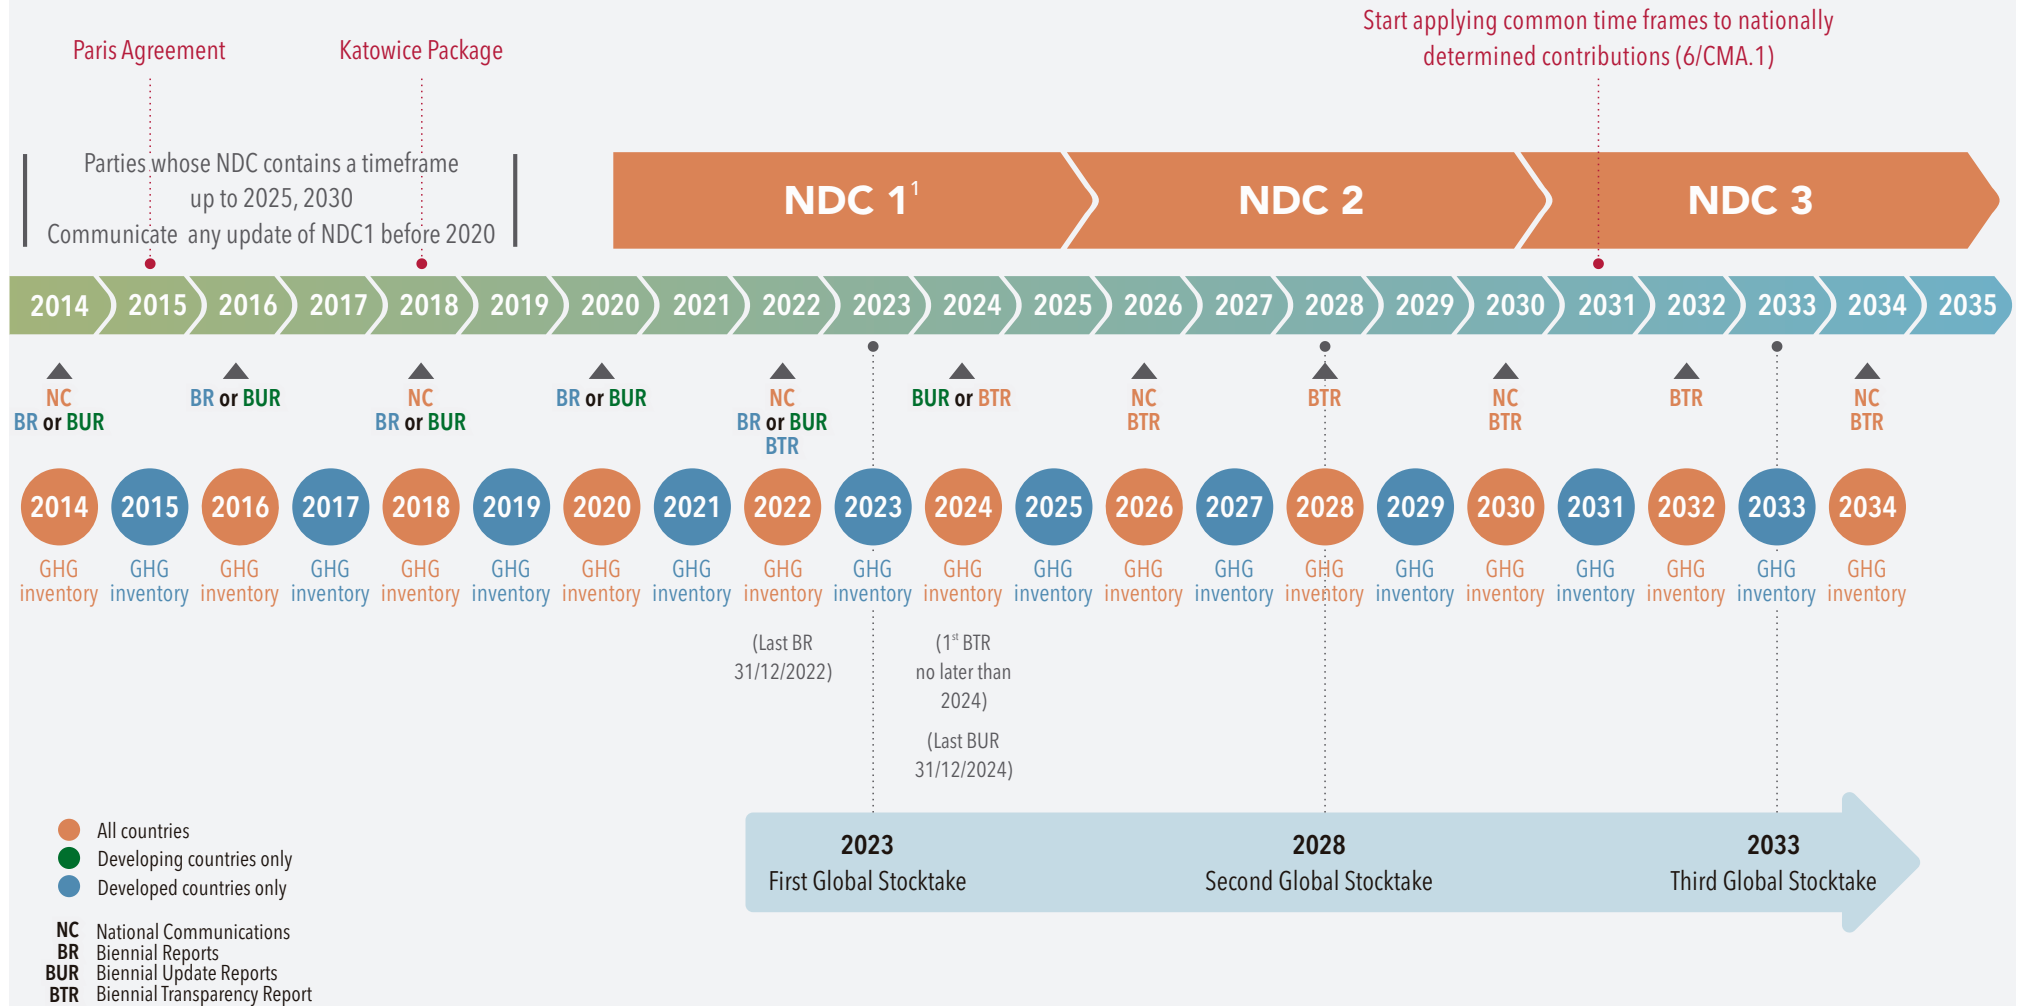 Start applying common time frames to nationally
determined contributions (6/CMA.1)
Paris Agreement
Katowice Package
Parties whose NDC contains a timeframe
up to 2025, 2030
Communicate any update of NDC1 before 2020
NDC 1¹
NDC 2
NDC 3
2014 2015 2016 2017 2018 2019 2020 2021 2022 2023 2024 2025 2026 2027 2028 2029 2030 2031 2032 2033 2034 2035
NC
BR or BUR
BR or BUR
NC
BR or BUR
BR or BUR
NC
BR or BUR
BTR
BUR or BTR
NC
BTR
BTR
NC
BTR
BTR
NC
BTR
2014 2015 2016 2017 2018 2019 2020 2021 2022 2023 2024 2025 2026 2027 2028 2029 2030 2031 2032 2033 2034
GHG GHG GHG GHG GHG GHG GHG GHG GHG GHG GHG GHG GHG GHG GHG GHG GHG GHG GHG GHG GHG
inventory inventory inventory inventory inventory inventory inventory inventory inventory inventory inventory inventory inventory inventory inventory inventory inventory inventory inventory inventory inventory
(Last BR
31/12/2022)
(1st BTR
no later than
2024)
(Last BUR
31/12/2024)
2023
First Global Stocktake
2028
Second Global Stocktake
2033
Third Global Stocktake
All countries
Developing countries only
Developed countries only
NC National Communications
BR Biennial Reports
BUR Biennial Update Reports
BTR Biennial Transparency Report